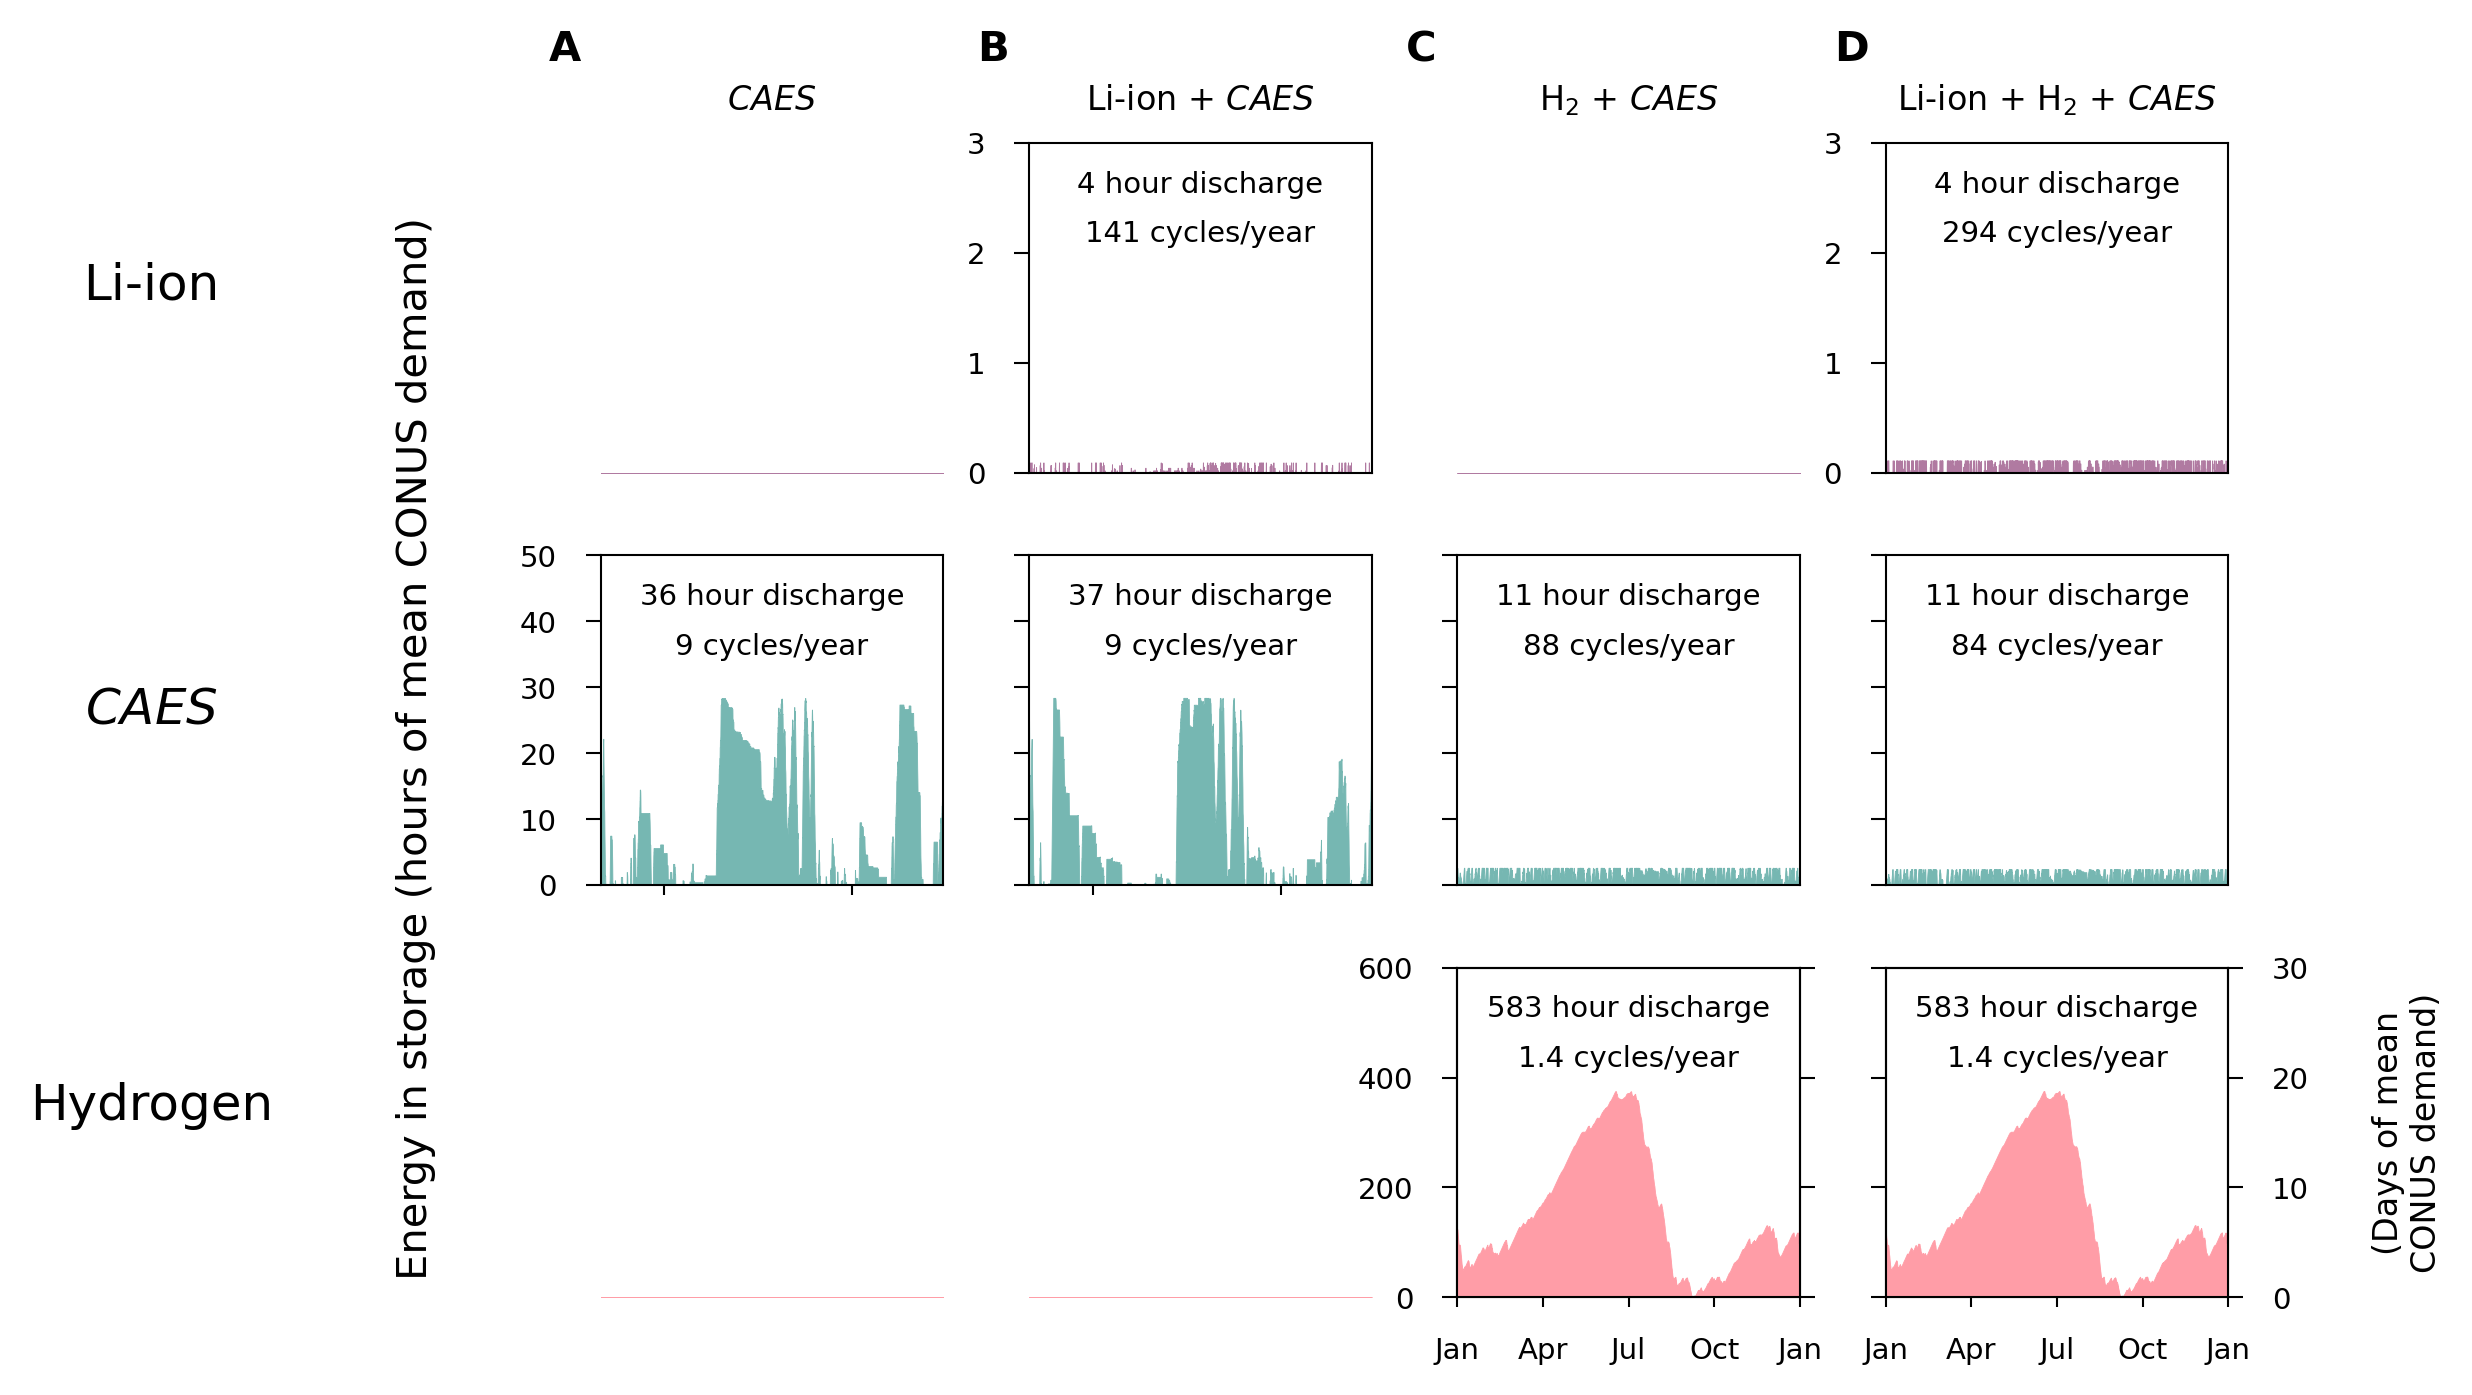 A
B
C
D
CAES
Li-ion + CAES
H₂ + CAES
Li-ion + H₂ + CAES
Li-ion
CAES
Hydrogen
Energy in storage (hours of mean CONUS demand)
3
2
1
0
4 hour discharge
141 cycles/year
3
2
1
0
4 hour discharge
294 cycles/year
50
40
30
20
10
0
36 hour discharge
9 cycles/year
37 hour discharge
9 cycles/year
11 hour discharge
88 cycles/year
11 hour discharge
84 cycles/year
600
400
200
0
583 hour discharge
1.4 cycles/year
Jan Apr Jul Oct Jan
583 hour discharge
1.4 cycles/year
Jan Apr Jul Oct Jan
30
20
10
0
(Days of mean
CONUS demand)